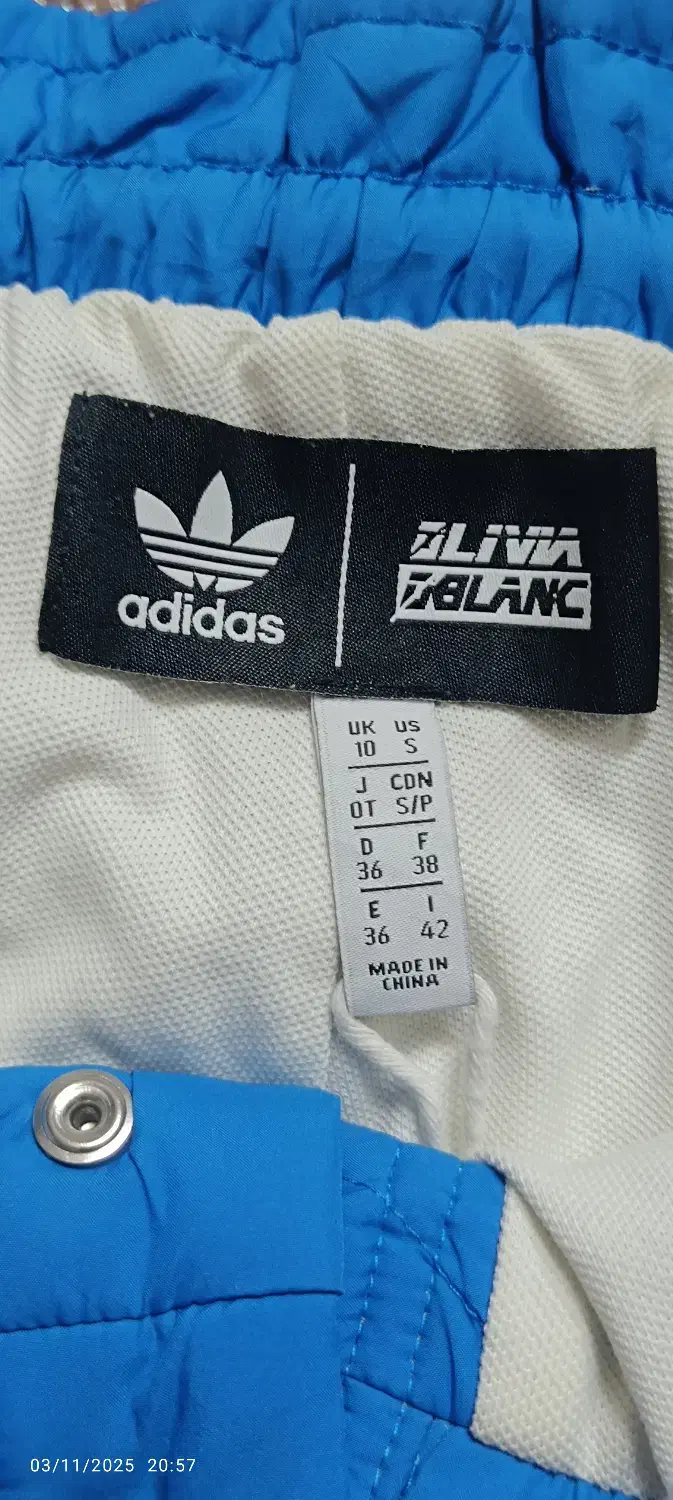 adidas
OLIVIA
OBLANC
UK US
10 S
J CDN
OT S/P
D F
36 38
E I
36 42
MADE IN
CHINA
03/11/2025 20:57